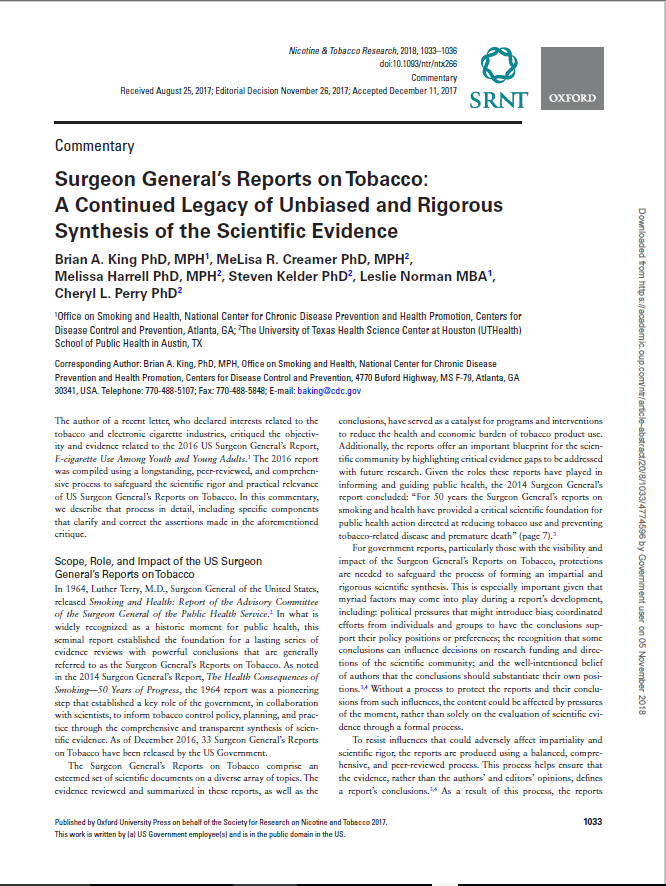 Nicotine & Tobacco Research, 2018, 1033–1036
doi:10.1093/ntr/ntx266
Commentary
Received August 25, 2017; Editorial Decision November 26, 2017; Accepted December 11, 2017
SRNT
OXFORD
Commentary
Surgeon General’s Reports on Tobacco:
A Continued Legacy of Unbiased and Rigorous
Synthesis of the Scientific Evidence
Brian A. King PhD, MPH1, MeLisa R. Creamer PhD, MPH2,
Melissa Harrell PhD, MPH2, Steven Kelder PhD2, Leslie Norman MBA1,
Cheryl L. Perry PhD2
1Office on Smoking and Health, National Center for Chronic Disease Prevention and Health Promotion, Centers for
Disease Control and Prevention, Atlanta, GA; 2The University of Texas Health Science Center at Houston (UTHealth)
School of Public Health in Austin, TX
Corresponding Author: Brian A. King, PhD, MPH, Office on Smoking and Health, National Center for Chronic Disease
Prevention and Health Promotion, Centers for Disease Control and Prevention, 4770 Buford Highway, MS F-79, Atlanta, GA
30341, USA. Telephone: 770-488-5107; Fax: 770-488-5848; E-mail: baking@cdc.gov
The author of a recent letter, who declared interests related to the
tobacco and electronic cigarette industries, critiqued the objectiv-
ity and evidence related to the 2016 US Surgeon General’s Report,
E-cigarette Use Among Youth and Young Adults.1 The 2016 report
was compiled using a longstanding, peer-reviewed, and comprehen-
sive process to safeguard the scientific rigor and practical relevance
of US Surgeon General’s Reports on Tobacco. In this commentary,
we describe that process in detail, including specific components
that clarify and correct the assertions made in the aforementioned
critique.
Scope, Role, and Impact of the US Surgeon
General’s Reports on Tobacco
In 1964, Luther Terry, M.D., Surgeon General of the United States,
released Smoking and Health: Report of the Advisory Committee
of the Surgeon General of the Public Health Service.2 In what is
widely recognized as a historic moment for public health, this
seminal report established the foundation for a lasting series of
evidence reviews with powerful conclusions that are generally
referred to as the Surgeon General’s Reports on Tobacco. As noted
in the 2014 Surgeon General’s Report, The Health Consequences of
Smoking—50 Years of Progress, the 1964 report was a pioneering
step that established a key role of the government, in collaboration
with scientists, to inform tobacco control policy, planning, and prac-
tice through the comprehensive and transparent synthesis of scien-
tific evidence. As of December 2016, 33 Surgeon General’s Reports
on Tobacco have been released by the US Government.
The Surgeon General’s Reports on Tobacco comprise an
esteemed set of scientific documents on a diverse array of topics. The
evidence reviewed and summarized in these reports, as well as the
conclusions, have served as a catalyst for programs and interventions
to reduce the health and economic burden of tobacco product use.
Additionally, the reports offer an important blueprint for the scien-
tific community by highlighting critical evidence gaps to be addressed
with future research. Given the roles these reports have played in
informing and guiding public health, the 2014 Surgeon General’s
report concluded: “For 50 years the Surgeon General’s reports on
smoking and health have provided a critical scientific foundation for
public health action directed at reducing tobacco use and preventing
tobacco-related disease and premature death” (page 7).3
For government reports, particularly those with the visibility and
impact of the Surgeon General’s Reports on Tobacco, protections
are needed to safeguard the process of forming an impartial and
rigorous scientific synthesis. This is especially important given that
myriad factors may come into play during a report’s development,
including: political pressures that might introduce bias; coordinated
efforts from individuals and groups to have the conclusions sup-
port their policy positions or preferences; the recognition that some
conclusions can influence decisions on research funding and direc-
tions of the scientific community; and the well-intentioned belief
of authors that the conclusions should substantiate their own posi-
tions.3,4 Without a process to protect the reports and their conclu-
sions from such influences, the content could be affected by pressures
of the moment, rather than solely on the evaluation of scientific evi-
dence through a formal process.
To resist influences that could adversely affect impartiality and
scientific rigor, the reports are produced using a balanced, compre-
hensive, and peer-reviewed process. This process helps ensure that
the evidence, rather than the authors’ and editors’ opinions, defines
a report’s conclusions.3,4 As a result of this process, the reports
Published by Oxford University Press on behalf of the Society for Research on Nicotine and Tobacco 2017.
This work is written by (a) US Government employee(s) and is in the public domain in the US.
1033
Downloaded from https://academic.oup.com/ntr/article-abstract/20/8/1033/4774596 by Government user on 05 November 2018